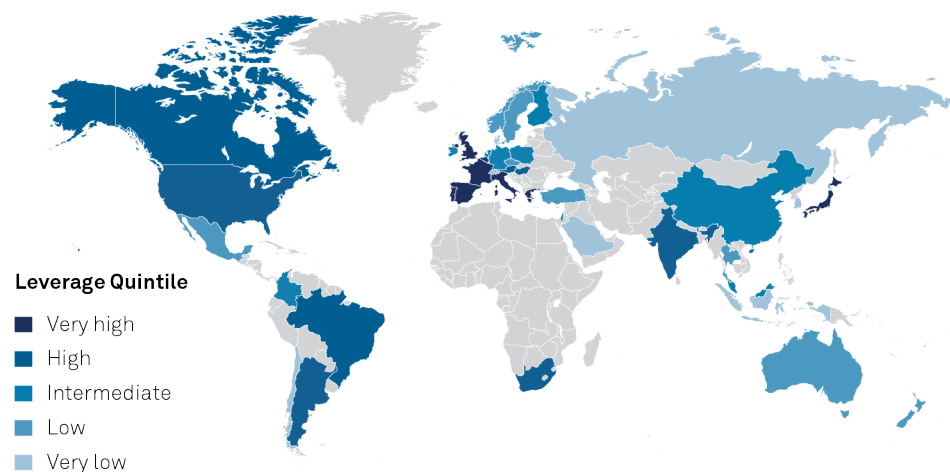 Leverage Quintile
Very high
High
Intermediate
Low
Very low